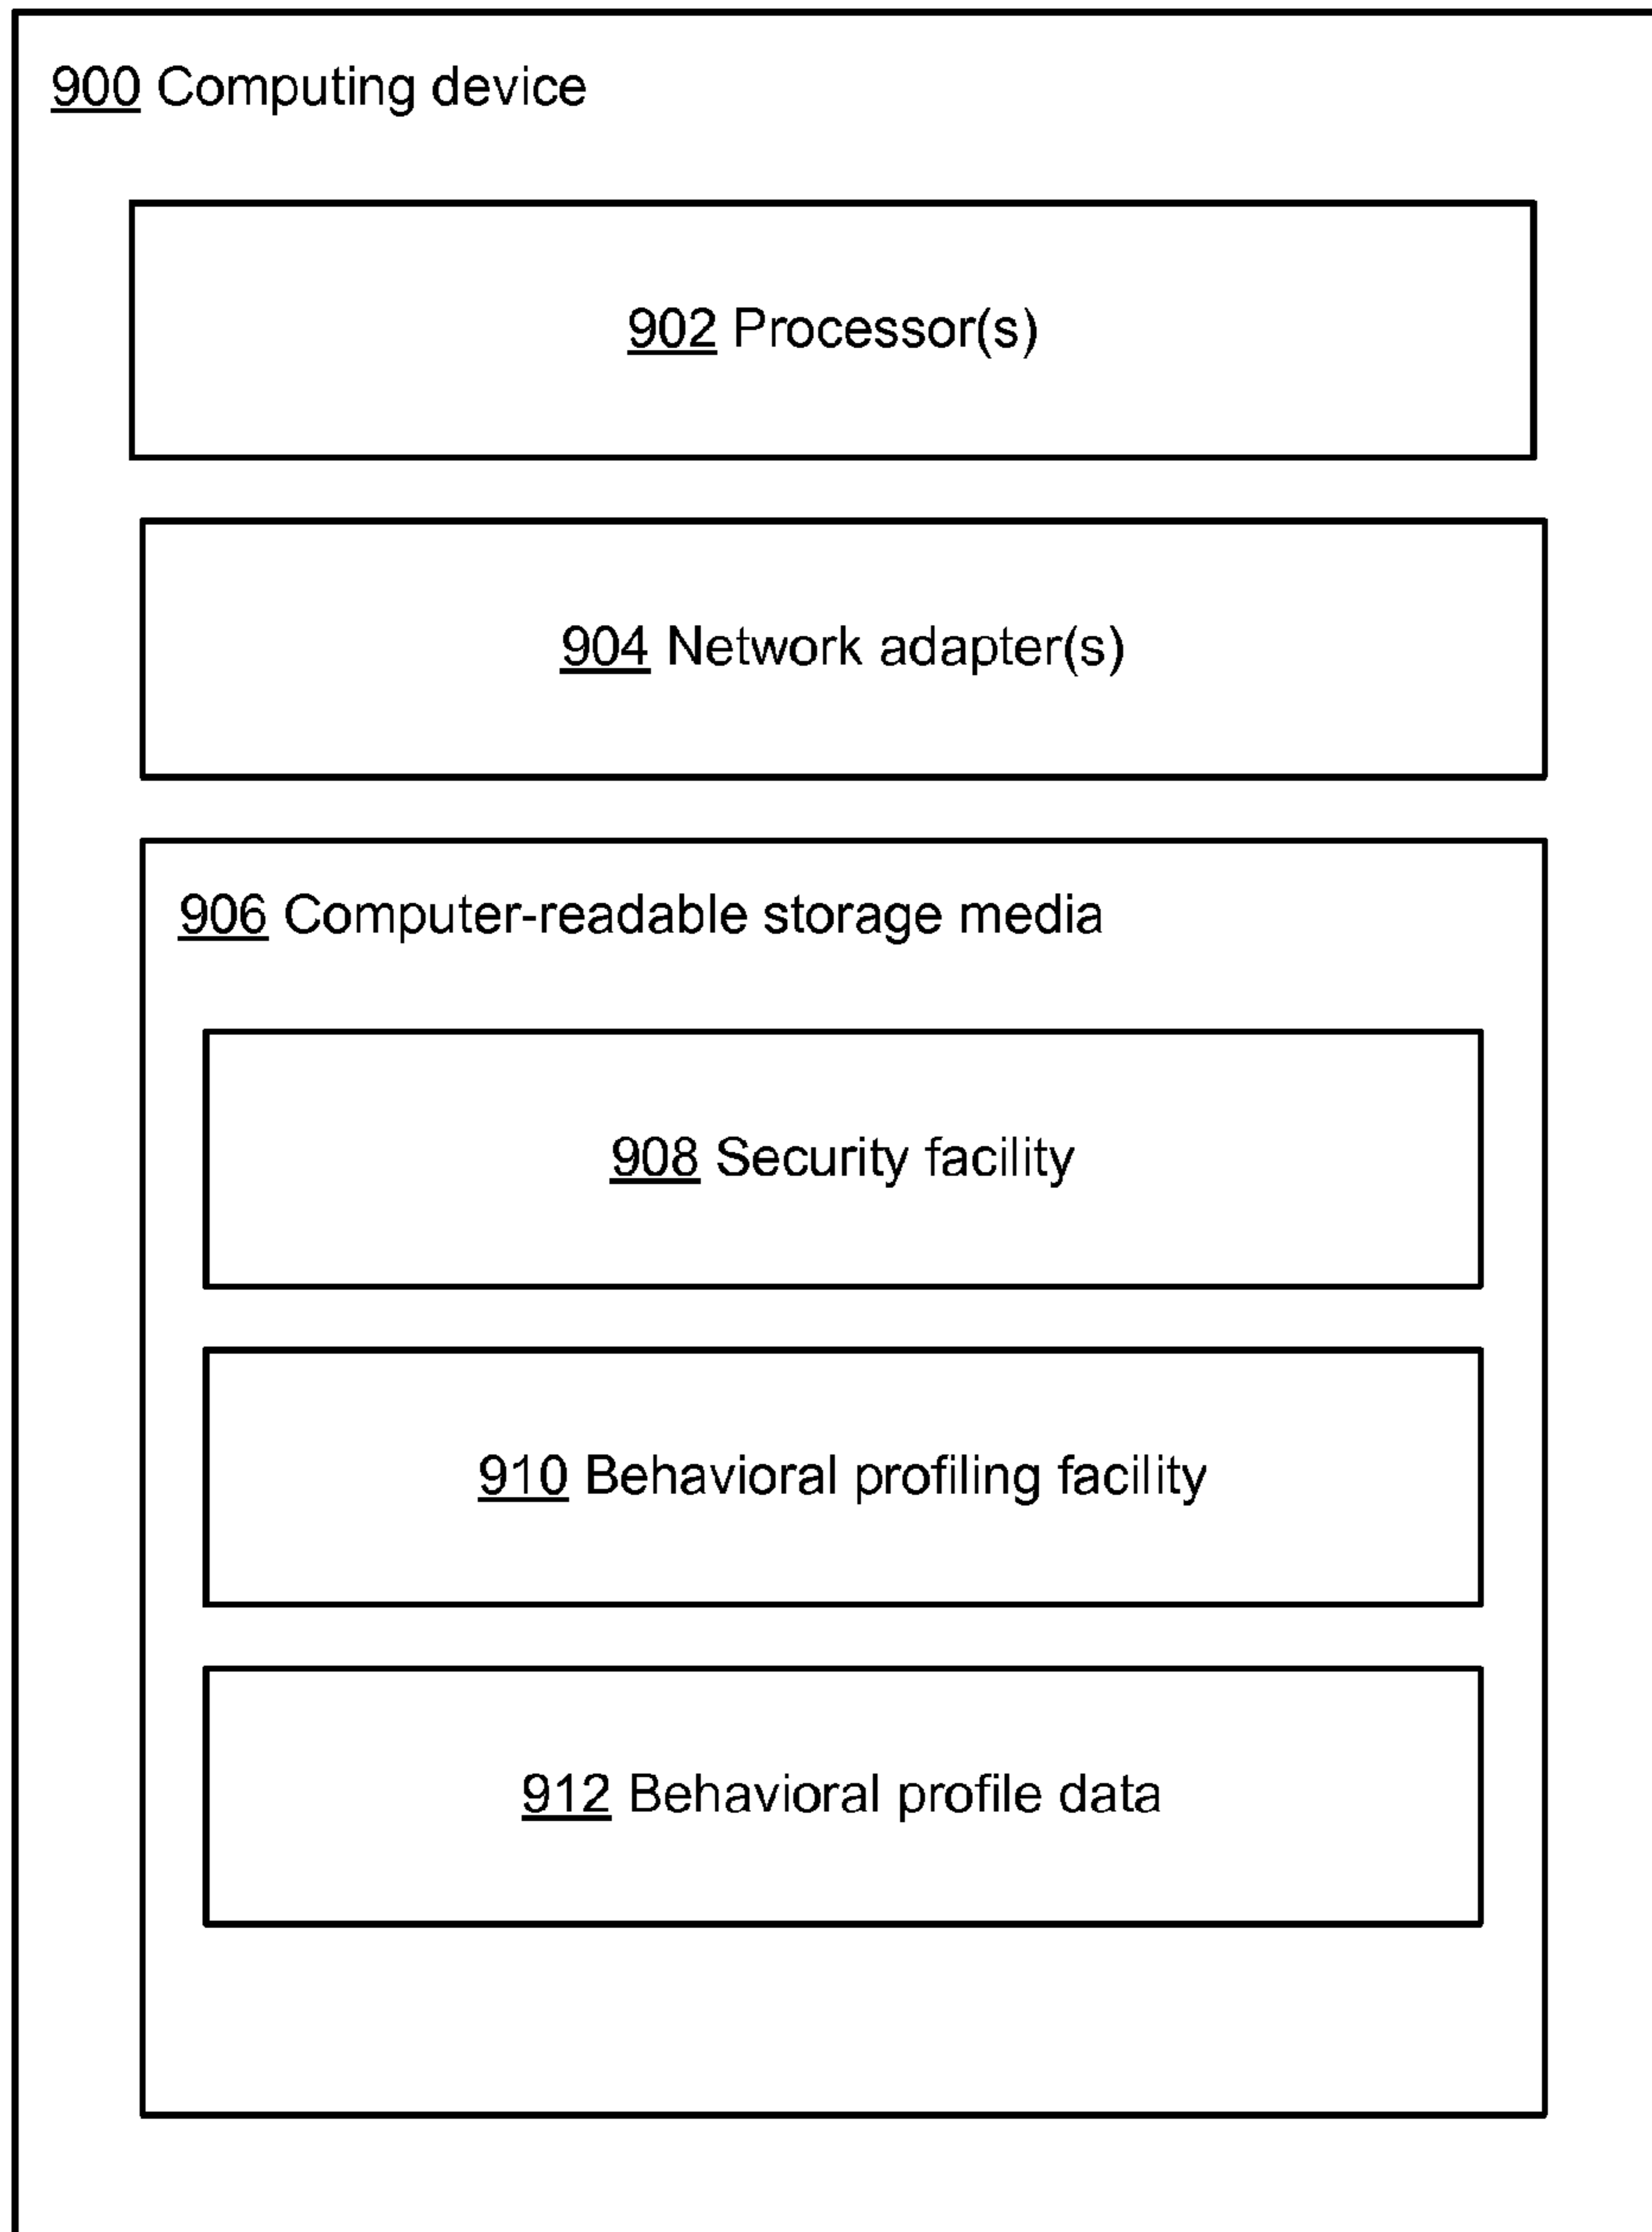 900 Computing device
902 Processor(s)
904 Network adapter(s)
906 Computer-readable storage media
908 Security facility
910 Behavioral profiling facility
912 Behavioral profile data